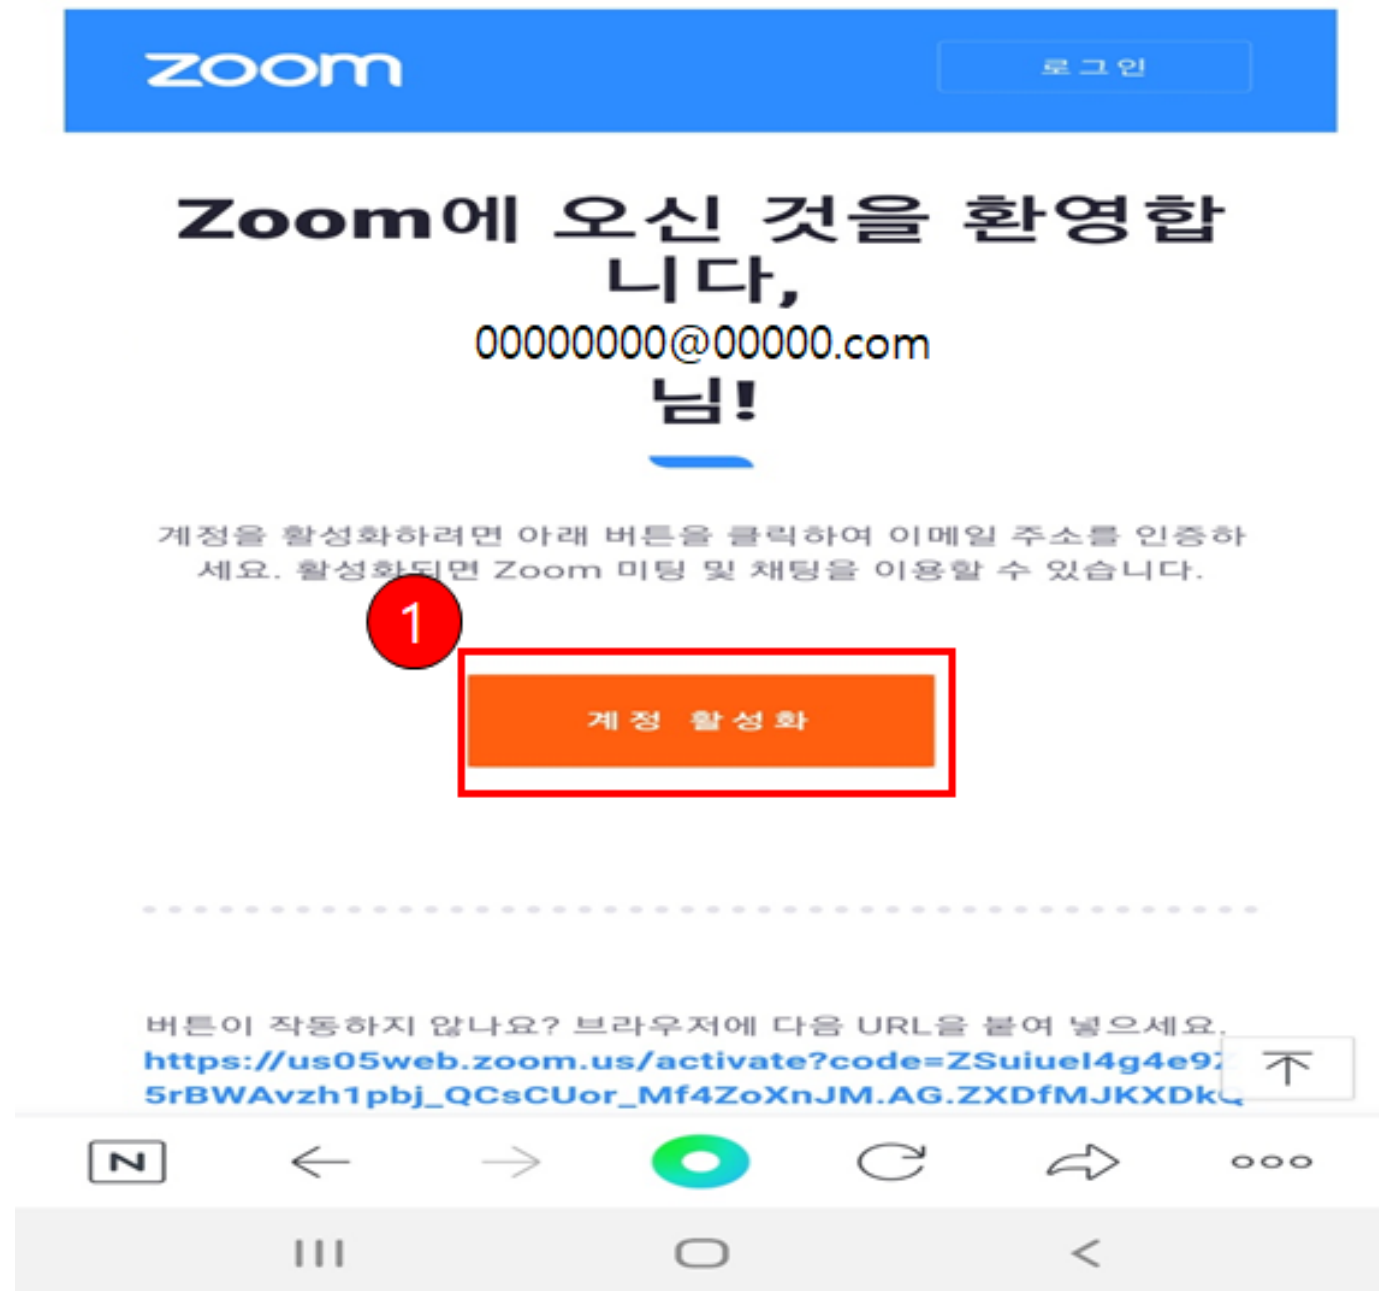 zoom
로그인
Zoom에 오신 것을 환영합
니다,
00000000@00000.com
님!
계정을 활성화하려면 아래 버튼을 클릭하여 이메일 주소를 인증하
세요. 활성화되면 Zoom 미팅 및 채팅을 이용할 수 있습니다.
1
계정 활성화
버튼이 작동하지 않나요? 브라우저에 다음 URL을 붙여 넣으세요.
https://us05web.zoom.us/activate?code=ZSuiueI4g4e9
5rBWAvzh1pbj_QCsCUor_Mf4ZoXnJM.AG.ZXDfMJKXDk
N